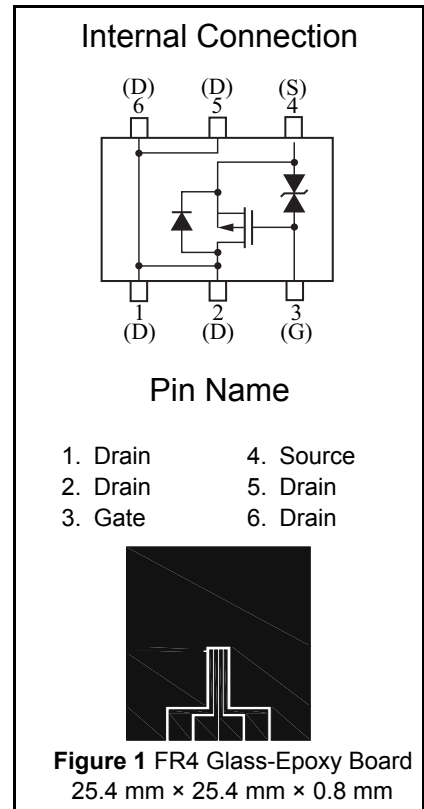 Internal Connection
(D) (D) (S)
6 5 4
1 2 3
(D) (D) (G)
Pin Name
1. Drain 4. Source
2. Drain 5. Drain
3. Gate 6. Drain
Figure 1 FR4 Glass-Epoxy Board
25.4 mm × 25.4 mm × 0.8 mm